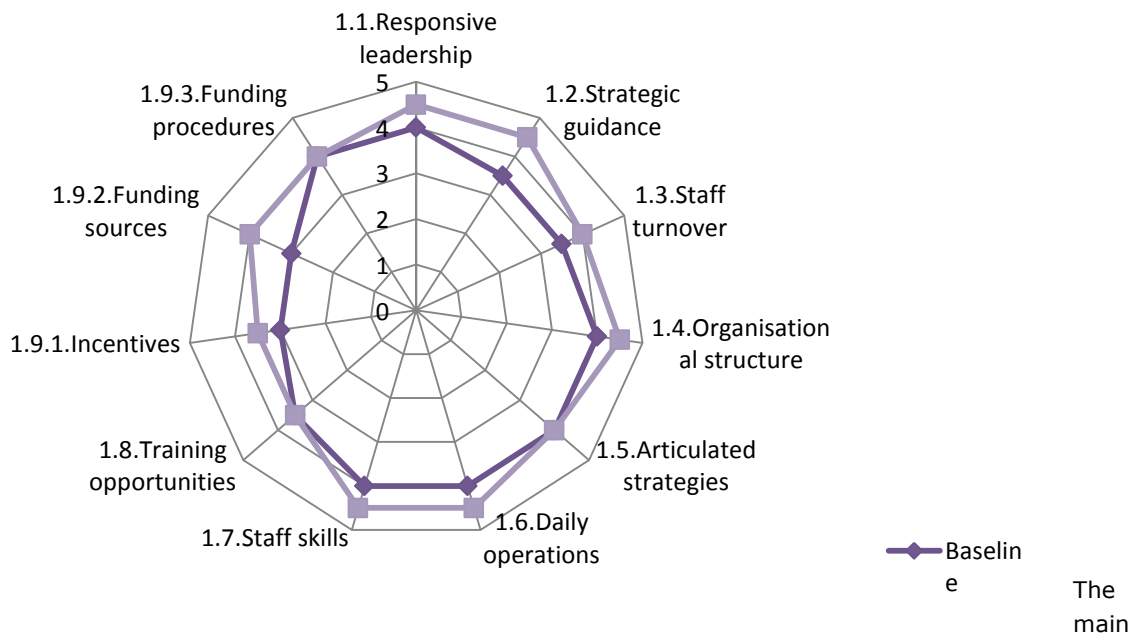 1.1.Responsive
leadership
1.2.Strategic
guidance
1.3.Staff
turnover
1.4.Organisation
al structure
1.5.Articulated
strategies
1.6.Daily
operations
1.7.Staff skills
1.8.Training
opportunities
1.9.1.Incentives
1.9.2.Funding
sources
1.9.3.Funding
procedures
5
4
3
2
1
0
Baselin
e
The
main